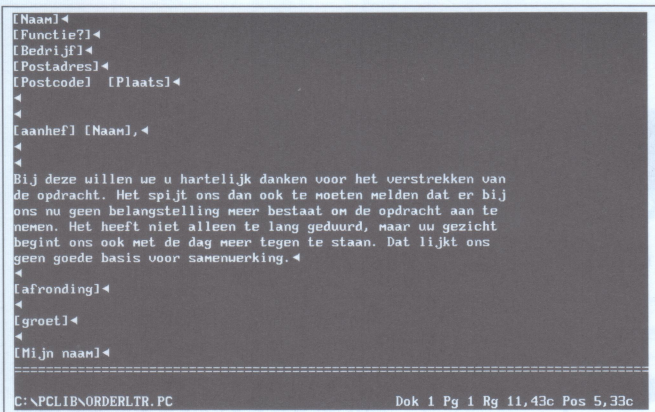 [Naam]◄
[Functie?]◄
[Bedrijf]◄
[Postadres]◄
[Postcode]  [Plaats]◄
◄
◄
[aanhef] [Naam],◄
◄
◄
Bij deze willen we u hartelijk danken voor het verstrekken van
de opdracht. Het spijt ons dan ook te moeten melden dat er bij
ons nu geen belangstelling meer bestaat om de opdracht aan te
nemen. Het heeft niet alleen te lang geduurd, maar uw gezicht
begint ons ook met de dag meer tegen te staan. Dat lijkt ons
geen goede basis voor samenwerking.◄
◄
[afronding]◄
◄
[groet]◄
◄
[Mijn naam]◄
C:\PCLIB\ORDERLTR.PC Dok 1 Pg 1 Rg 11,43c Pos 5,33c